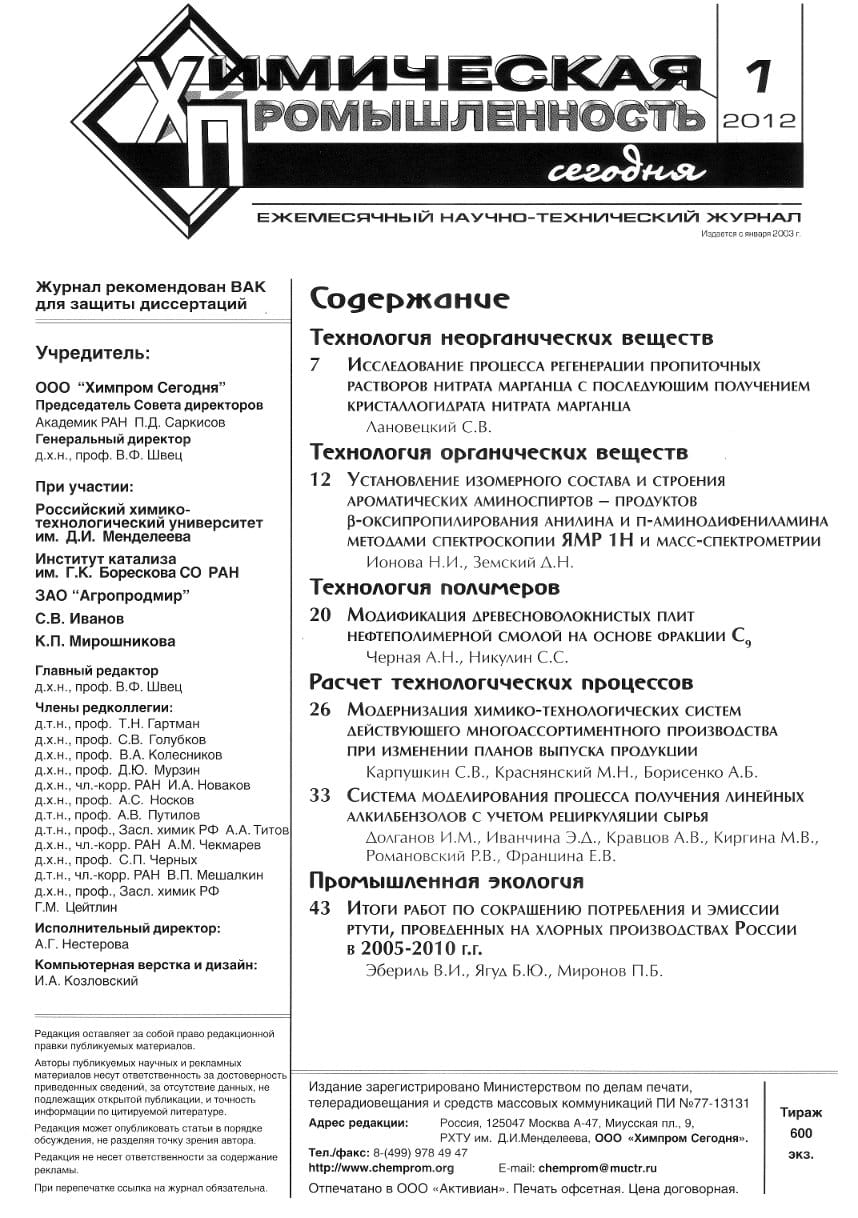 ХИМИЧЕСКАЯ
ПРОМЫШЛЕННОСТЬ
сегодня
1
2012
ЕЖЕМЕСЯЧНЫЙ НАУЧНО-ТЕХНИЧЕСКИЙ ЖУРНАЛ
Издается с января 2003 г.
Журнал рекомендован ВАК
для защиты диссертаций
Учредитель:
ООО “Химпром Сегодня”
Председатель Совета директоров
Академик РАН П.Д. Саркисов
Генеральный директор
д.х.н., проф. В.Ф. Швец
При участии:
Российский химико-
технологический университет
им. Д.И. Менделеева
Институт катализа
им. Г.К. Борескова СО РАН
ЗАО “Агропродмир”
С.В. Иванов
К.П. Мирошникова
Главный редактор
д.х.н., проф. В.Ф. Швец
Члены редколлегии:
д.т.н., проф. Т.Н. Гартман
д.х.н., проф. С.В. Голубков
д.х.н., проф. В.А. Колесников
д.х.н., проф. Д.Ю. Мурзин
д.х.н., чл.-корр. РАН И.А. Новаков
д.х.н., проф. А.С. Носков
д.т.н., проф. А.В. Путилов
д.т.н., проф., Засл. химик РФ А.А. Титов
д.х.н., чл.-корр. РАН А.М. Чекмарев
д.х.н., проф. С.П. Черных
д.т.н., чл.-корр. РАН В.П. Мешалкин
д.х.н., проф., Засл. химик РФ
Г.М. Цейтлин
Исполнительный директор:
А.Г. Нестерова
Компьютерная верстка и дизайн:
И.А. Козловский
Редакция оставляет за собой право редакционной
правки публикуемых материалов.
Авторы публикуемых научных и рекламных
материалов несут ответственность за достоверность
приведенных сведений, за отсутствие данных, не
подлежащих открытой публикации, и точность
информации по цитируемой литературе.
Редакция может опубликовать статьи в порядке
обсуждения, не разделяя точку зрения автора.
Редакция не несет ответственности за содержание
рекламы.
При перепечатке ссылка на журнал обязательна.
Содержание
Технология неорганических веществ
7 Исследование процесса регенерации пропиточных
растворов нитрата марганца с последующим получением
кристаллогидрата нитрата марганца
Лановецкий С.В.
Технология органических веществ
12 Установление изомерного состава и строения
ароматических аминоспиртов – продуктов
β-оксипропилирования анилина и п-аминодифениламина
методами спектроскопии ЯМР 1Н и масс-спектрометрии
Ионова Н.И., Земский Д.Н.
Технология полимеров
20 Модификация древесноволокнистых плит
нефтеполимерной смолой на основе фракции С9
Черная А.Н., Никулин С.С.
Расчет технологических процессов
26 Модернизация химико-технологических систем
действующего многоассортиментного производства
при изменении планов выпуска продукции
Карпушкин С.В., Краснянский М.Н., Борисенко А.Б.
33 Система моделирования процесса получения линейных
алкилбензолов с учетом рециркуляции сырья
Долганов И.М., Иванчина Э.Д., Кравцов А.В., Киргина М.В.,
Романовский Р.В., Францина Е.В.
Промышленная экология
43 Итоги работ по сокращению потребления и эмиссии
ртути, проведенных на хлорных производствах России
в 2005-2010 г.г.
Эбериль В.И., Ягуд Б.Ю., Миронов П.Б.
Издание зарегистрировано Министерством по делам печати,
телерадиовещания и средств массовых коммуникаций ПИ №77-13131
Адрес редакции: Россия, 125047 Москва А-47, Миусская пл., 9,
РХТУ им. Д.И.Менделеева, ООО «Химпром Сегодня».
Тел./факс: 8-(499) 978 49 47
http://www.chemprom.org E-mail: chemprom@muctr.ru
Отпечатано в ООО «Активиан». Печать офсетная. Цена договорная.
Тираж
600
экз.